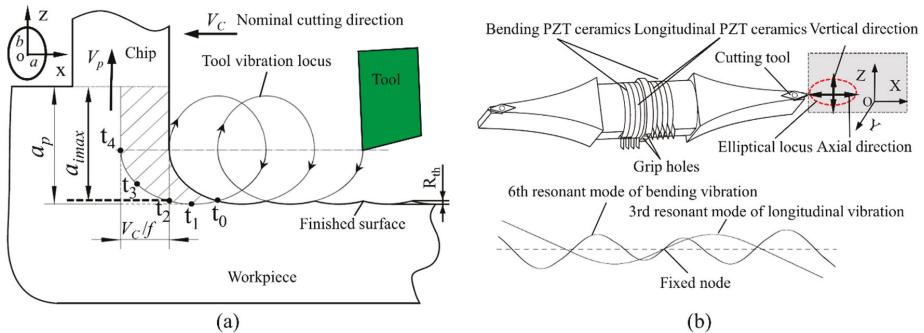 Z
b
o
a
x
V_p
Chip
V_C
Nominal cutting direction
Tool vibration locus
Tool
a_p
a_imax
t_4
t_3
t_2
t_1
t_0
R_th
V_C/f
Finished surface
Workpiece
(a)
Bending PZT ceramics Longitudinal PZT ceramics Vertical direction
Cutting tool
Z
X
O
Y
Grip holes
Elliptical locus Axial direction
6th resonant mode of bending vibration
3rd resonant mode of longitudinal vibration
Fixed node
(b)